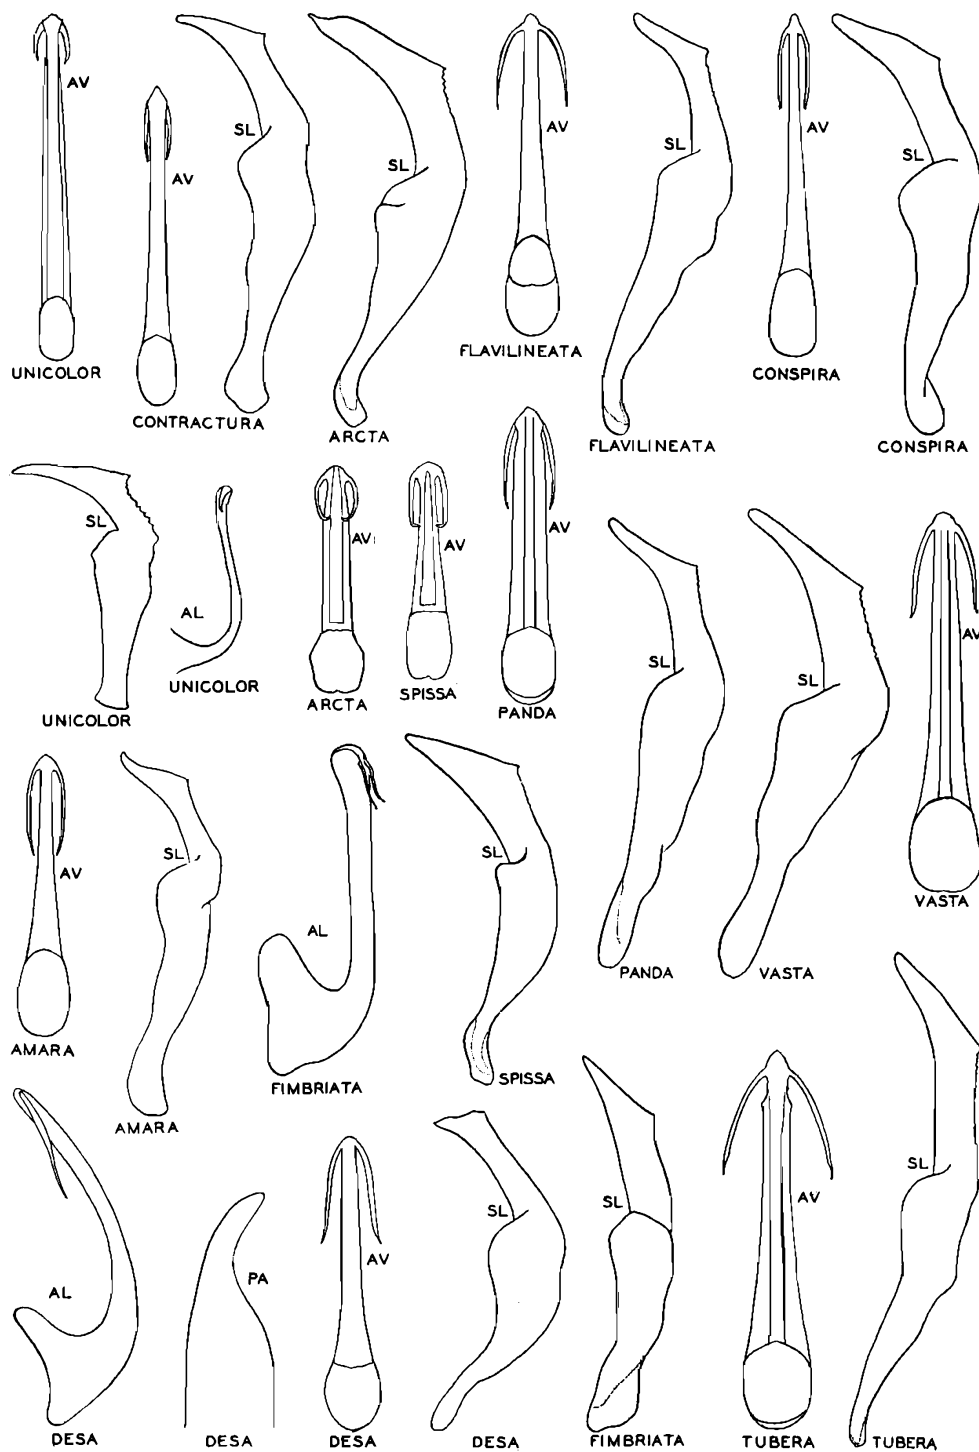 AV
AV
SL
SL
AV
SL
AV
SL
UNICOLOR
CONTRACTURA
ARCTA
FLAVILINEATA
FLAVILINEATA
CONSPIRA
CONSPIRA
SL
AL
AV
AV
AV
SL
SL
AV
UNICOLOR
UNICOLOR
ARCTA
SPISSA
PANDA
PANDA
VASTA
VASTA
AV
SL
AL
SL
AMARA
AMARA
FIMBRIATA
SPISSA
AL
PA
AV
SL
SL
AV
SL
DESA
DESA
DESA
DESA
FIMBRIATA
TUBERA
TUBERA